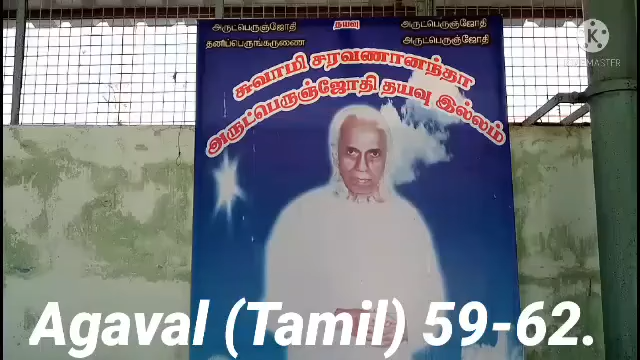 அருட்பெருஞ்ஜோதி தயவு அருட்பெருஞ்ஜோதி
தனிப்பெருங்கருணை அருட்பெருஞ்ஜோதி
சுவாமி சரவணானந்தா
அருட்பெருஞ்ஜோதி தயவு இல்லம்
Agaval (Tamil) 59-62.